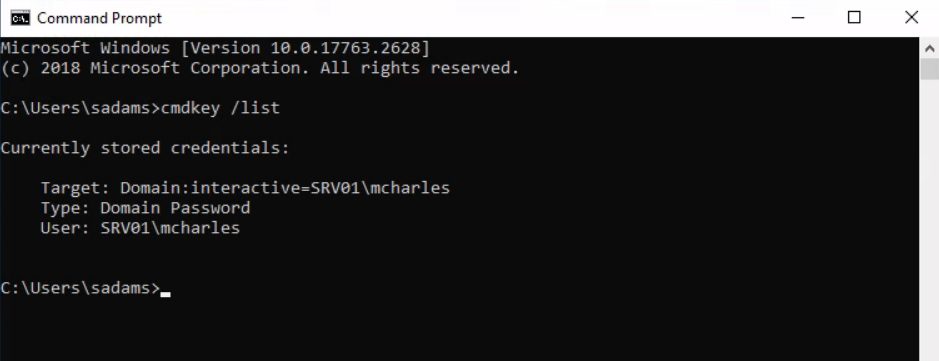 Command Prompt
Microsoft Windows [Version 10.0.17763.2628]
(c) 2018 Microsoft Corporation. All rights reserved.
C:\Users\sadams>cmdkey /list
Currently stored credentials:
Target: Domain:interactive=SRV01\mcharles
Type: Domain Password
User: SRV01\mcharles
C:\Users\sadams>